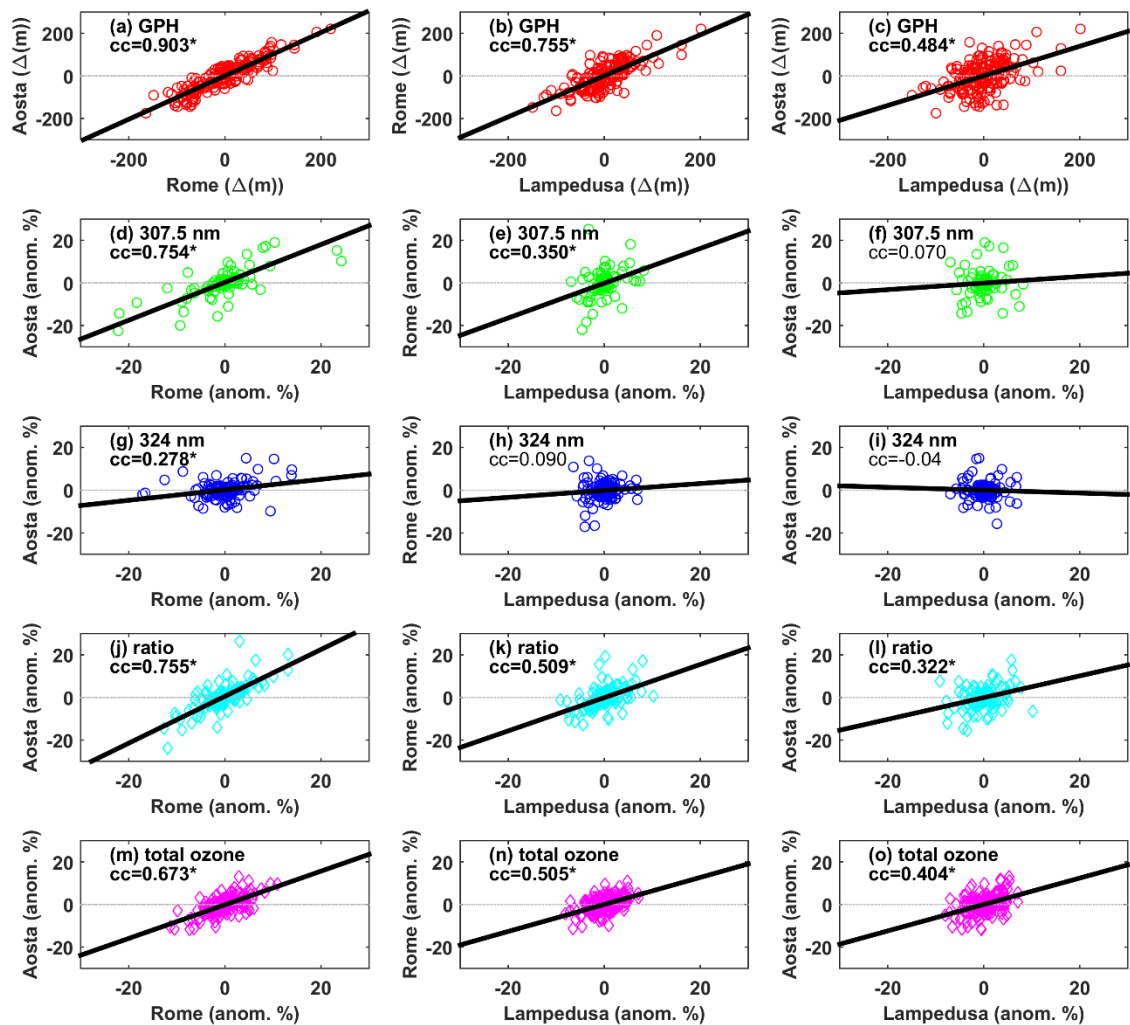 (a) GPH
cc=0.903*
200
0
-200
Aosta (Δ(m))
-200
0
200
Rome (Δ(m))
(b) GPH
cc=0.755*
200
0
-200
Rome (Δ(m))
-200
0
200
Lampedusa (Δ(m))
(c) GPH
cc=0.484*
200
0
-200
Aosta (Δ(m))
-200
0
200
Lampedusa (Δ(m))
(d) 307.5 nm
cc=0.754*
20
0
-20
Aosta (anom. %)
-20
0
20
Rome (anom. %)
(e) 307.5 nm
cc=0.350*
20
0
-20
Rome (anom. %)
-20
0
20
Lampedusa (anom. %)
(f) 307.5 nm
cc=0.070
20
0
-20
Aosta (anom. %)
-20
0
20
Lampedusa (anom. %)
(g) 324 nm
cc=0.278*
20
0
-20
Aosta (anom. %)
-20
0
20
Rome (anom. %)
(h) 324 nm
cc=0.090
20
0
-20
Rome (anom. %)
-20
0
20
Lampedusa (anom. %)
(i) 324 nm
cc=-0.04
20
0
-20
Aosta (anom. %)
-20
0
20
Lampedusa (anom. %)
(j) ratio
cc=0.755*
20
0
-20
Aosta (anom. %)
-20
0
20
Rome (anom. %)
(k) ratio
cc=0.509*
20
0
-20
Rome (anom. %)
-20
0
20
Lampedusa (anom. %)
(l) ratio
cc=0.322*
20
0
-20
Aosta (anom. %)
-20
0
20
Lampedusa (anom. %)
(m) total ozone
cc=0.673*
20
0
-20
Aosta (anom. %)
-20
0
20
Rome (anom. %)
(n) total ozone
cc=0.505*
20
0
-20
Rome (anom. %)
-20
0
20
Lampedusa (anom. %)
(o) total ozone
cc=0.404*
20
0
-20
Aosta (anom. %)
-20
0
20
Lampedusa (anom. %)